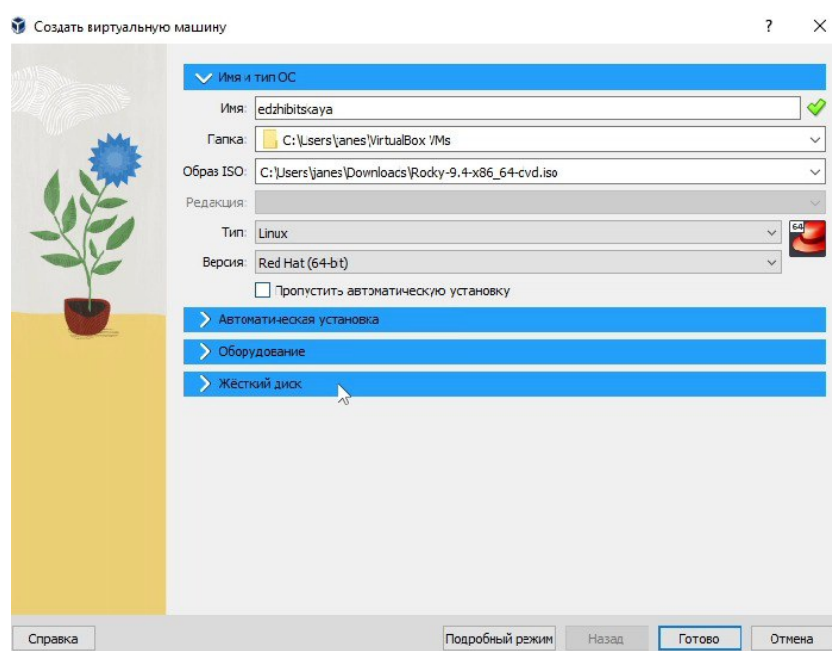 Создать виртуальную машину
? ×
Имя и тип ОС
Имя: edzhibitskaya
Папка: C:\Users\janes\VirtualBox VMs
Образ ISO: C:\Users\janes\Downloads\Rocky-9.4-x86_64-cvd.iso
Редакция:
Тип: Linux
64
Версия: Red Hat (64-bit)
Пропустить автоматическую установку
Автоматическая установка
Оборудование
Жёсткий диск
Справка Подробный режим Назад Готово Отмена